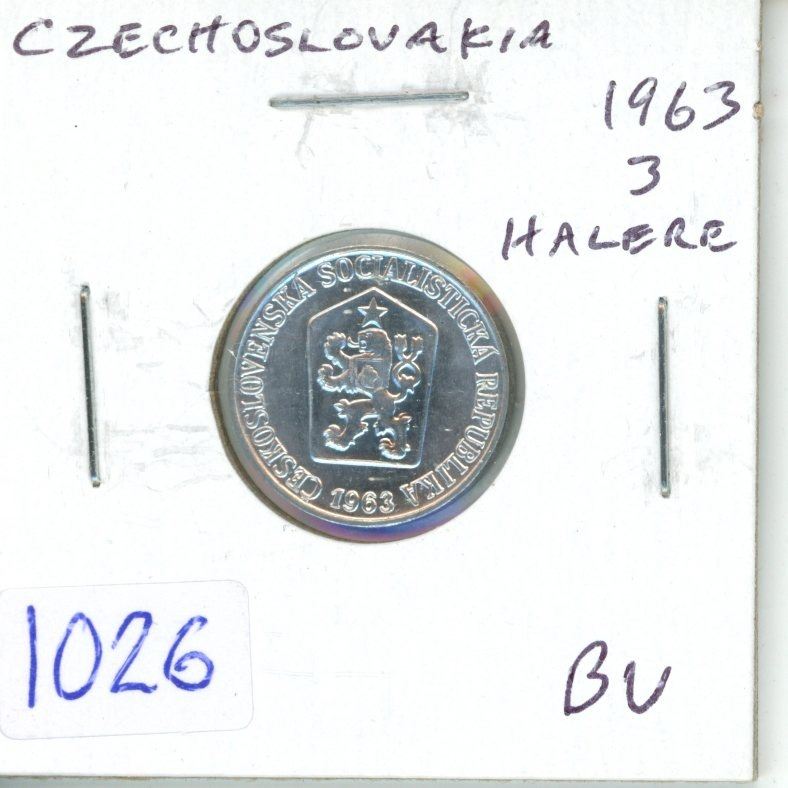 CZECHOSLOVAKIA
1963
3
HALERE
ČESKOSLOVENSKÁ SOCIALISTICKÁ REPUBLIKA
1963
1026
BU